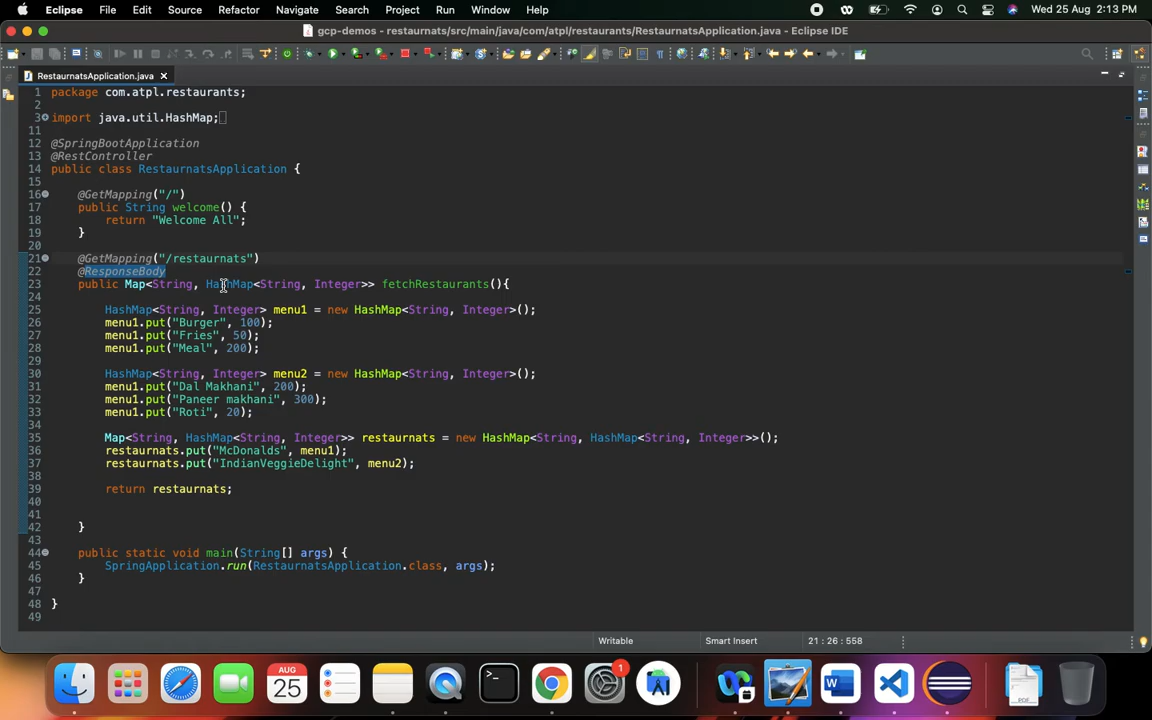 Eclipse File Edit Source Refactor Navigate Search Project Run Window Help Wed 25 Aug 2:13 PM
gcp-demos - restaurnats/src/main/java/com/atpl/restaurants/RestaurnatsApplication.java - Eclipse IDE
RestaurnatsApplication.java
1 package com.atpl.restaurants;
2
3 import java.util.HashMap;
11
12 @SpringBootApplication
13 @RestController
14 public class RestaurnatsApplication {
15
16 @GetMapping("/")
17 public String welcome() {
18 return "Welcome All";
19 }
20
21 @GetMapping("/restaurnats")
22 @ResponseBody
23 public Map<String, HashMap<String, Integer>> fetchRestaurants(){
24
25 HashMap<String, Integer> menu1 = new HashMap<String, Integer>();
26 menu1.put("Burger", 100);
27 menu1.put("Fries", 50);
28 menu1.put("Meal", 200);
29
30 HashMap<String, Integer> menu2 = new HashMap<String, Integer>();
31 menu1.put("Dal Makhani", 200);
32 menu1.put("Paneer makhani", 300);
33 menu1.put("Roti", 20);
34
35 Map<String, HashMap<String, Integer>> restaurnats = new HashMap<String, HashMap<String, Integer>>();
36 restaurnats.put("McDonalds", menu1);
37 restaurnats.put("IndianVeggieDelight", menu2);
38
39 return restaurnats;
40
41
42 }
43
44 public static void main(String[] args) {
45 SpringApplication.run(RestaurnatsApplication.class, args);
46 }
47
48 }
49
Writable Smart Insert 21 : 26 : 558
AUG
25
1